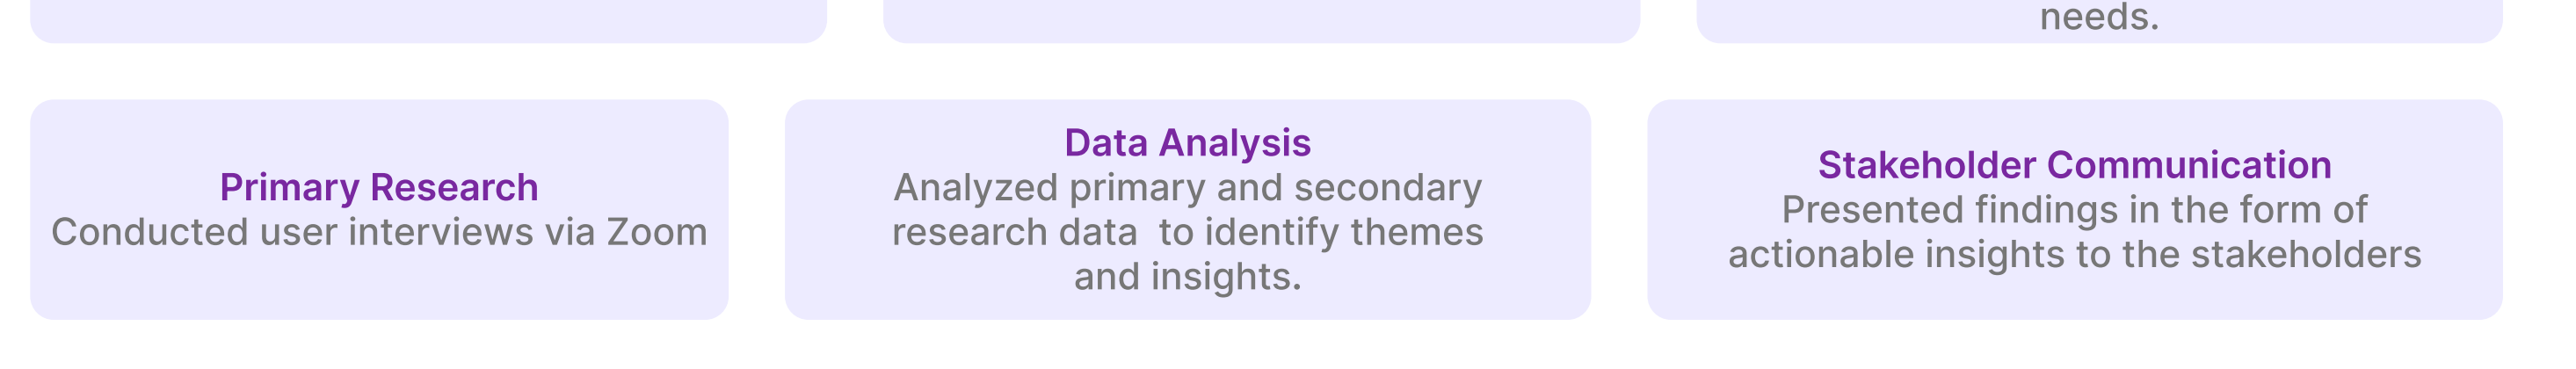 needs.
Primary Research
Conducted user interviews via Zoom
Data Analysis
Analyzed primary and secondary
research data  to identify themes
and insights.
Stakeholder Communication
Presented findings in the form of
actionable insights to the stakeholders